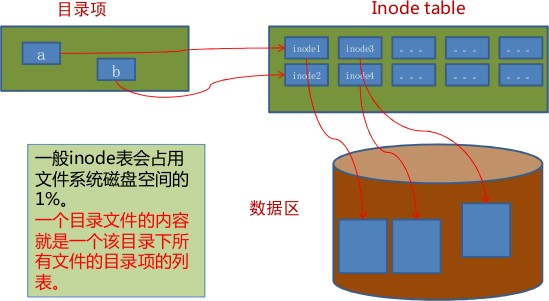 目录项
Inode table
a
b
inode1 inode3 ... ... ...
inode2 inode4 ... ... ...
一般inode表会占用
文件系统磁盘空间的
1%。
一个目录文件的内容
就是一个该目录下所
有文件的目录项的列
表。
数据区